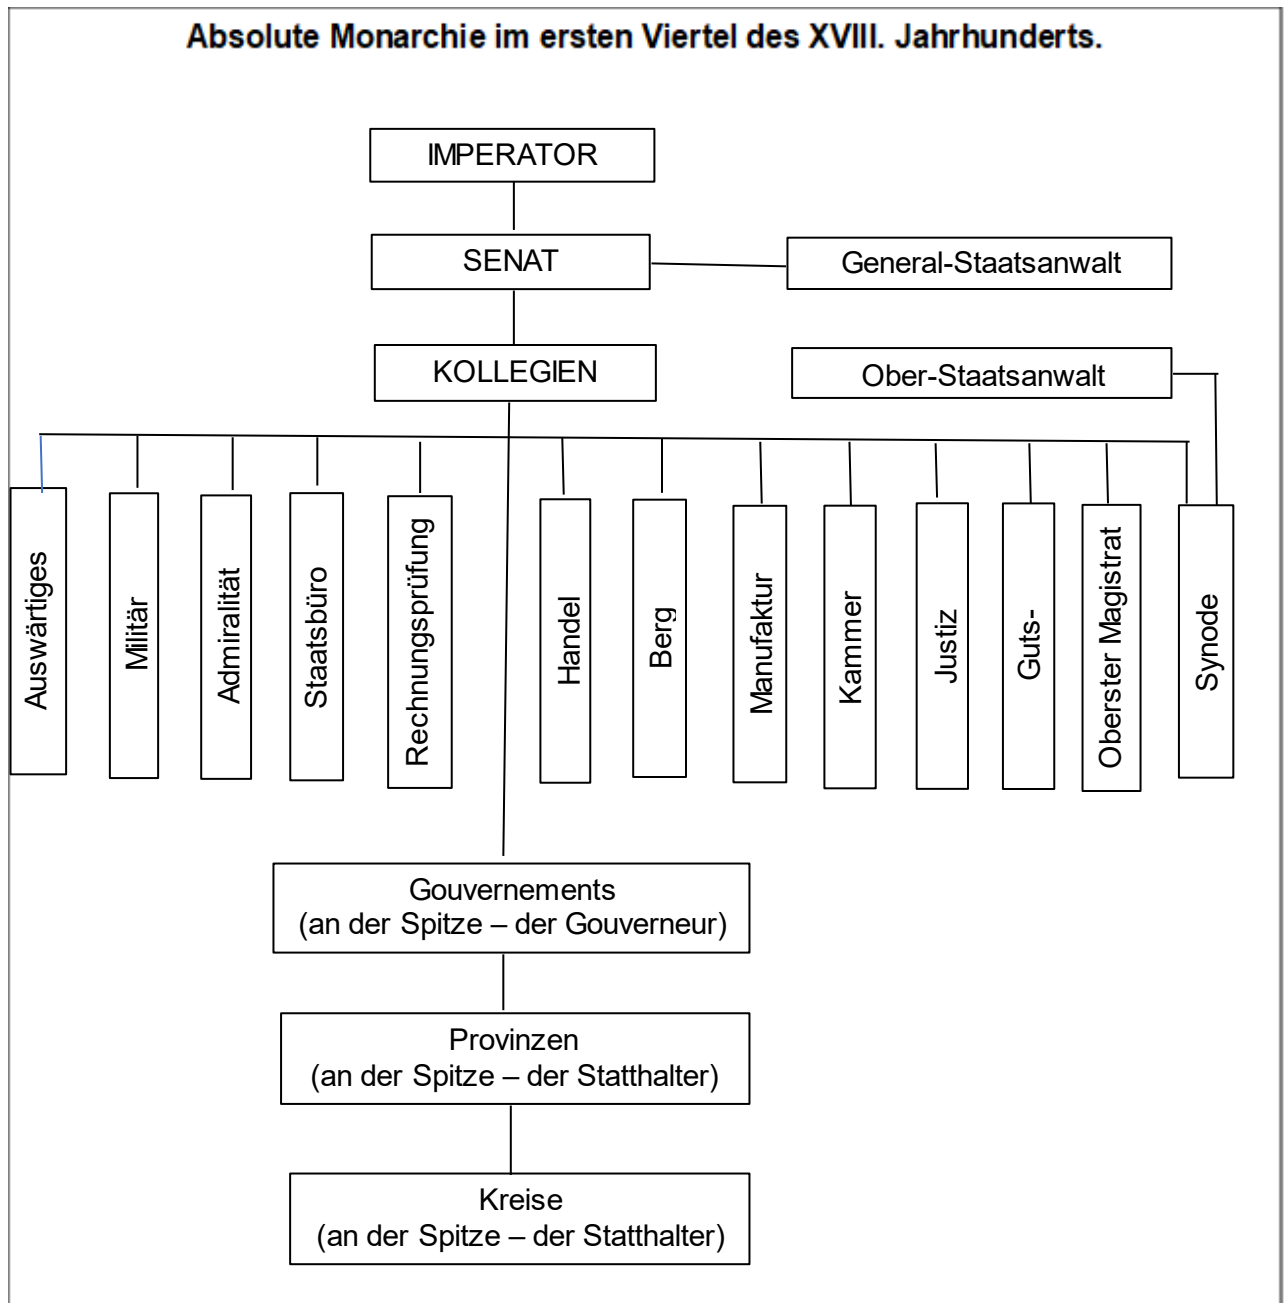 Absolute Monarchie im ersten Viertel des XVIII. Jahrhunderts.
IMPERATOR
SENAT
General-Staatsanwalt
KOLLEGIEN
Ober-Staatsanwalt
Auswärtiges
Militär
Admiralität
Staatsbüro
Rechnungsprüfung
Handel
Berg
Manufaktur
Kammer
Justiz
Guts-
Oberster Magistrat
Synode
Gouvernements
(an der Spitze – der Gouverneur)
Provinzen
(an der Spitze – der Statthalter)
Kreise
(an der Spitze – der Statthalter)